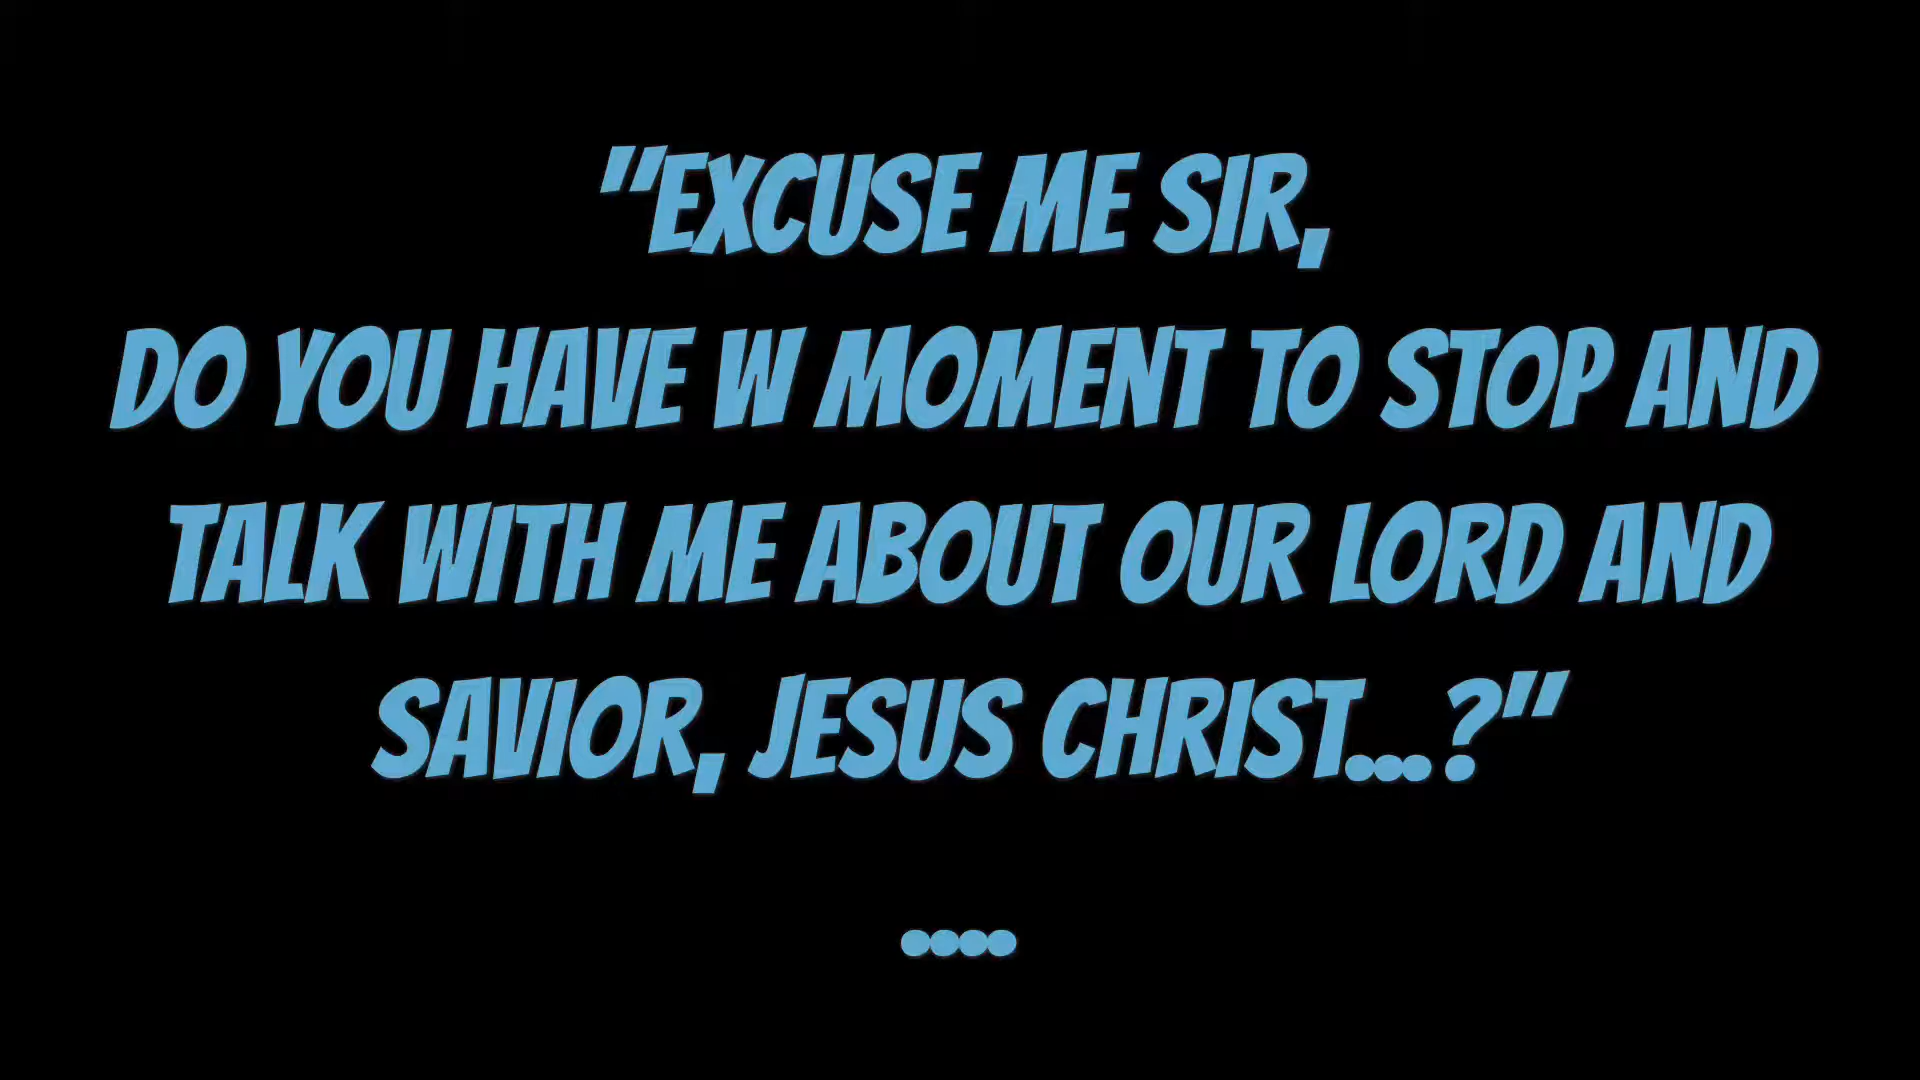 "EXCUSE ME SIR,
DO YOU HAVE W MOMENT TO STOP AND
TALK WITH ME ABOUT OUR LORD AND
SAVIOR, JESUS CHRIST...?"
....